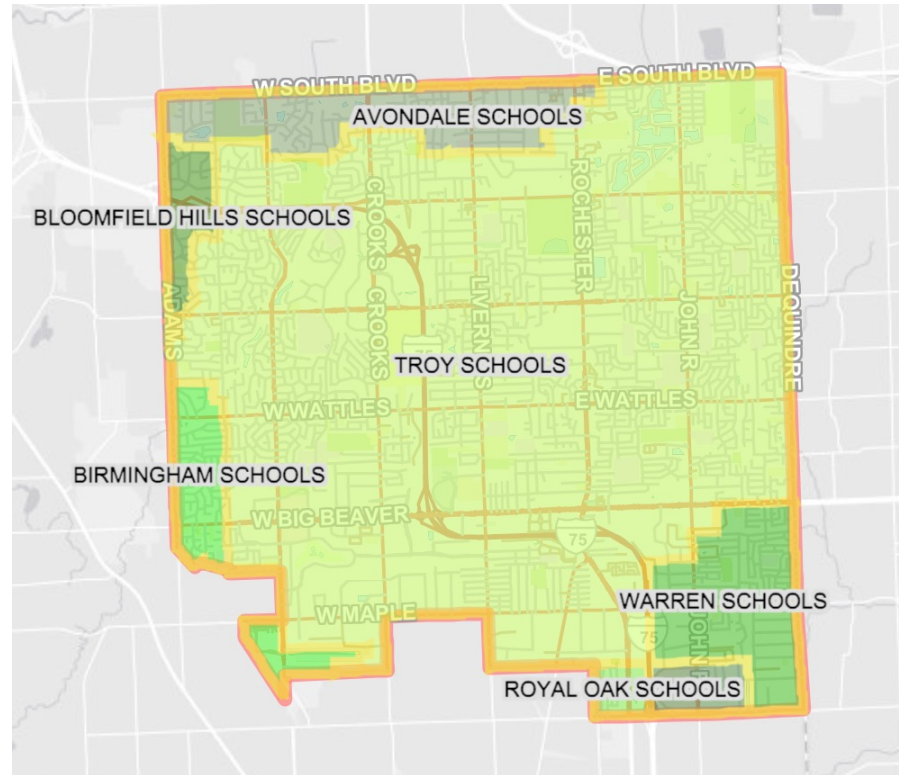 W SOUTH BLVD
E SOUTH BLVD
AVONDALE SCHOOLS
ROCHESTER
CROOKS
BLOOMFIELD HILLS SCHOOLS
ADAMS
CROOKS
LIVERNOIS
JOHN R
DEQUINDRE
75
TROY SCHOOLS
W WATTLES
E WATTLES
BIRMINGHAM SCHOOLS
W BIG BEAVER
75
WARREN SCHOOLS
W MAPLE
75
JOHN R
ROYAL OAK SCHOOLS